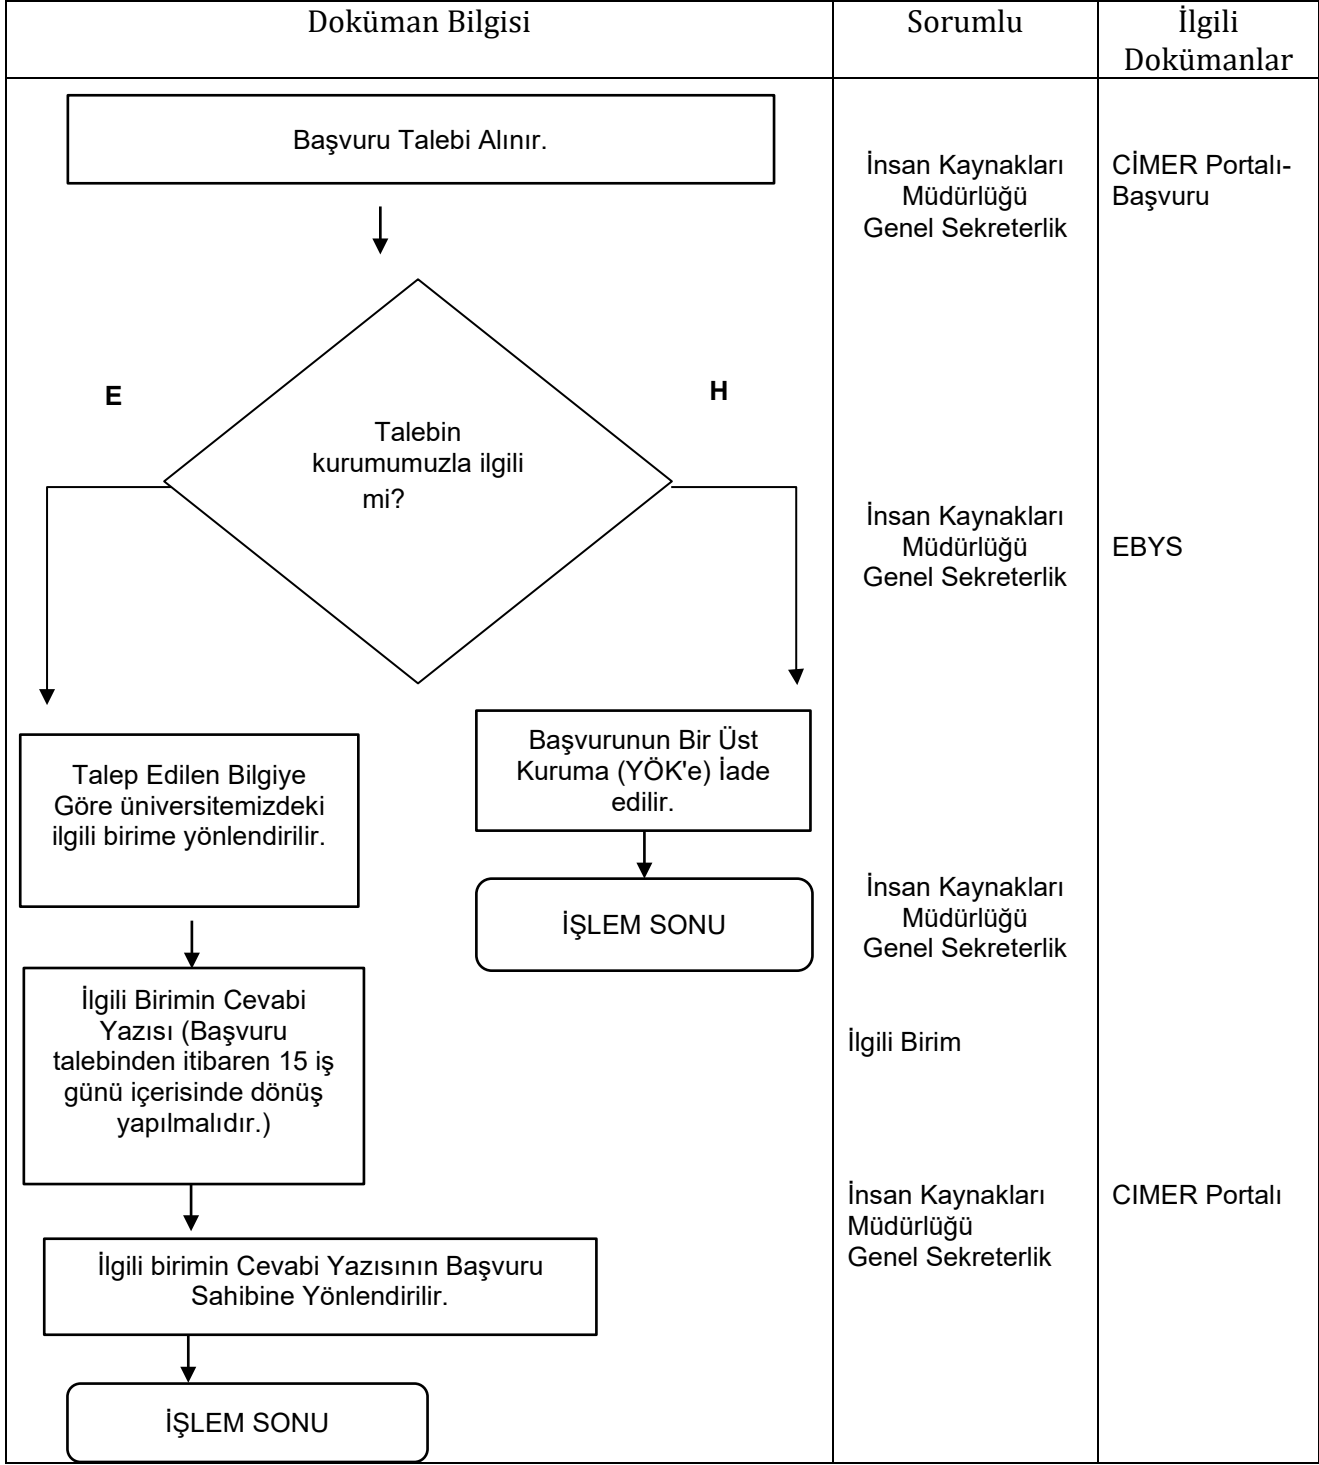 Doküman Bilgisi
Sorumlu
İlgili
Dokümanlar
Başvuru Talebi Alınır.
İnsan Kaynakları
Müdürlüğü
Genel Sekreterlik
CİMER Portalı-
Başvuru
E
H
Talebin
kurumumuzla ilgili
mi?
İnsan Kaynakları
Müdürlüğü
Genel Sekreterlik
EBYS
Talep Edilen Bilgiye
Göre üniversitemizdeki
ilgili birime yönlendirilir.
Başvurunun Bir Üst
Kuruma (YÖK'e) İade
edilir.
İŞLEM SONU
İnsan Kaynakları
Müdürlüğü
Genel Sekreterlik
İlgili Birimin Cevabi
Yazısı (Başvuru
talebinden itibaren 15 iş
günü içerisinde dönüş
yapılmalıdır.)
İlgili Birim
İnsan Kaynakları
Müdürlüğü
Genel Sekreterlik
CIMER Portalı
İlgili birimin Cevabi Yazısının Başvuru
Sahibine Yönlendirilir.
İŞLEM SONU